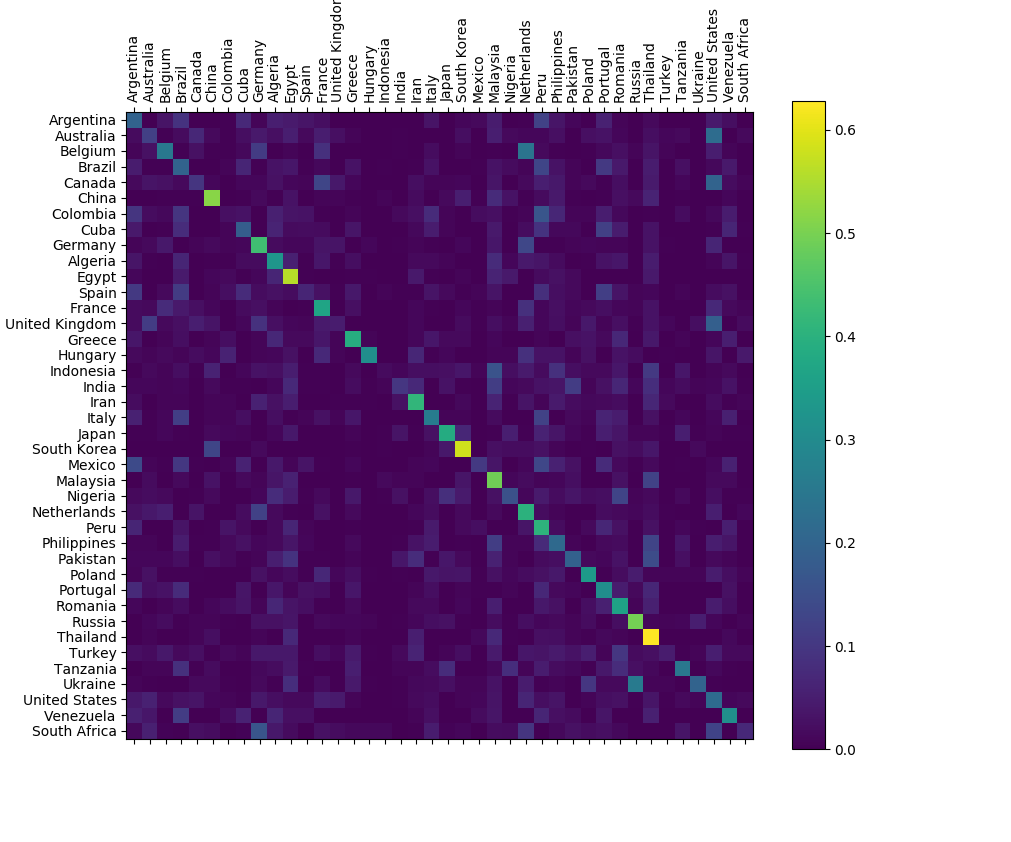 Argentina
Australia
Belgium
Brazil
Canada
China
Colombia
Cuba
Germany
Algeria
Egypt
Spain
France
United Kingdom
Greece
Hungary
Indonesia
India
Iran
Italy
Japan
South Korea
Mexico
Malaysia
Nigeria
Netherlands
Peru
Philippines
Pakistan
Poland
Portugal
Romania
Russia
Thailand
Turkey
Tanzania
Ukraine
United States
Venezuela
South Africa
Argentina
Australia
Belgium
Brazil
Canada
China
Colombia
Cuba
Germany
Algeria
Egypt
Spain
France
United Kingdom
Greece
Hungary
Indonesia
India
Iran
Italy
Japan
South Korea
Mexico
Malaysia
Nigeria
Netherlands
Peru
Philippines
Pakistan
Poland
Portugal
Romania
Russia
Thailand
Turkey
Tanzania
Ukraine
United States
Venezuela
South Africa
0.6
0.5
0.4
0.3
0.2
0.1
0.0